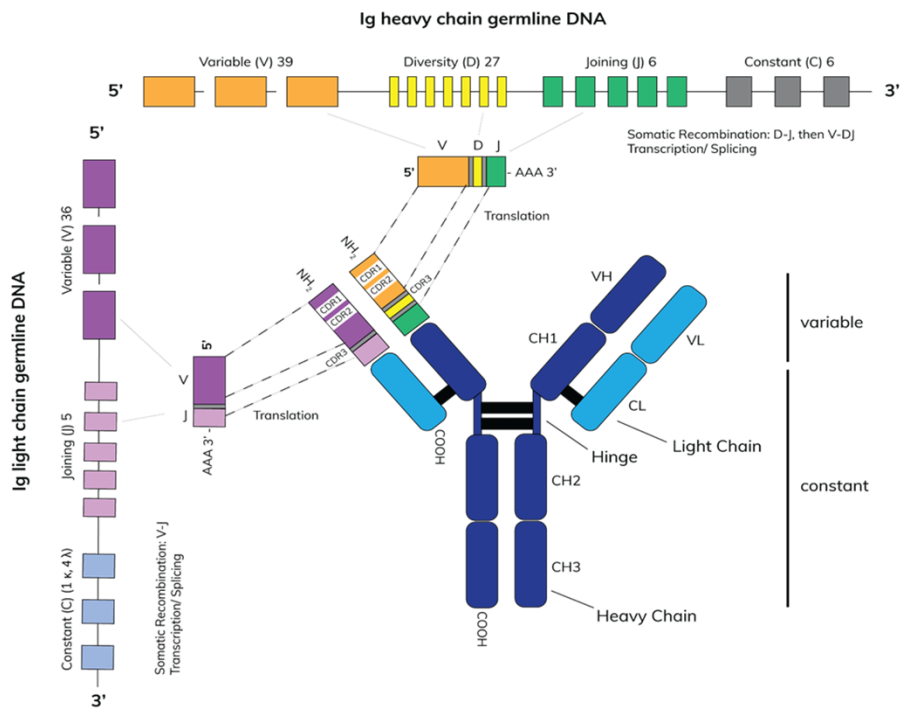 Ig heavy chain germline DNA
Variable (V) 39
Diversity (D) 27
Joining (J) 6
Constant (C) 6
5’
3’
Somatic Recombination: D-J, then V-DJ
Transcription/ Splicing
V
D
J
5’
- AAA 3’
Translation
Ig light chain germline DNA
5’
Variable (V) 36
Joining (J) 5
Constant (C) (1 κ, 4 λ)
3’
Somatic Recombination: V-J
Transcription/ Splicing
5’
V
J
AAA 3’ -
Translation
NH2
CDR1
CDR2
CDR3
NH2
CDR1
CDR2
CDR3
COOH
COOH
VH
VL
CH1
CL
Hinge
Light Chain
CH2
CH3
Heavy Chain
variable
constant